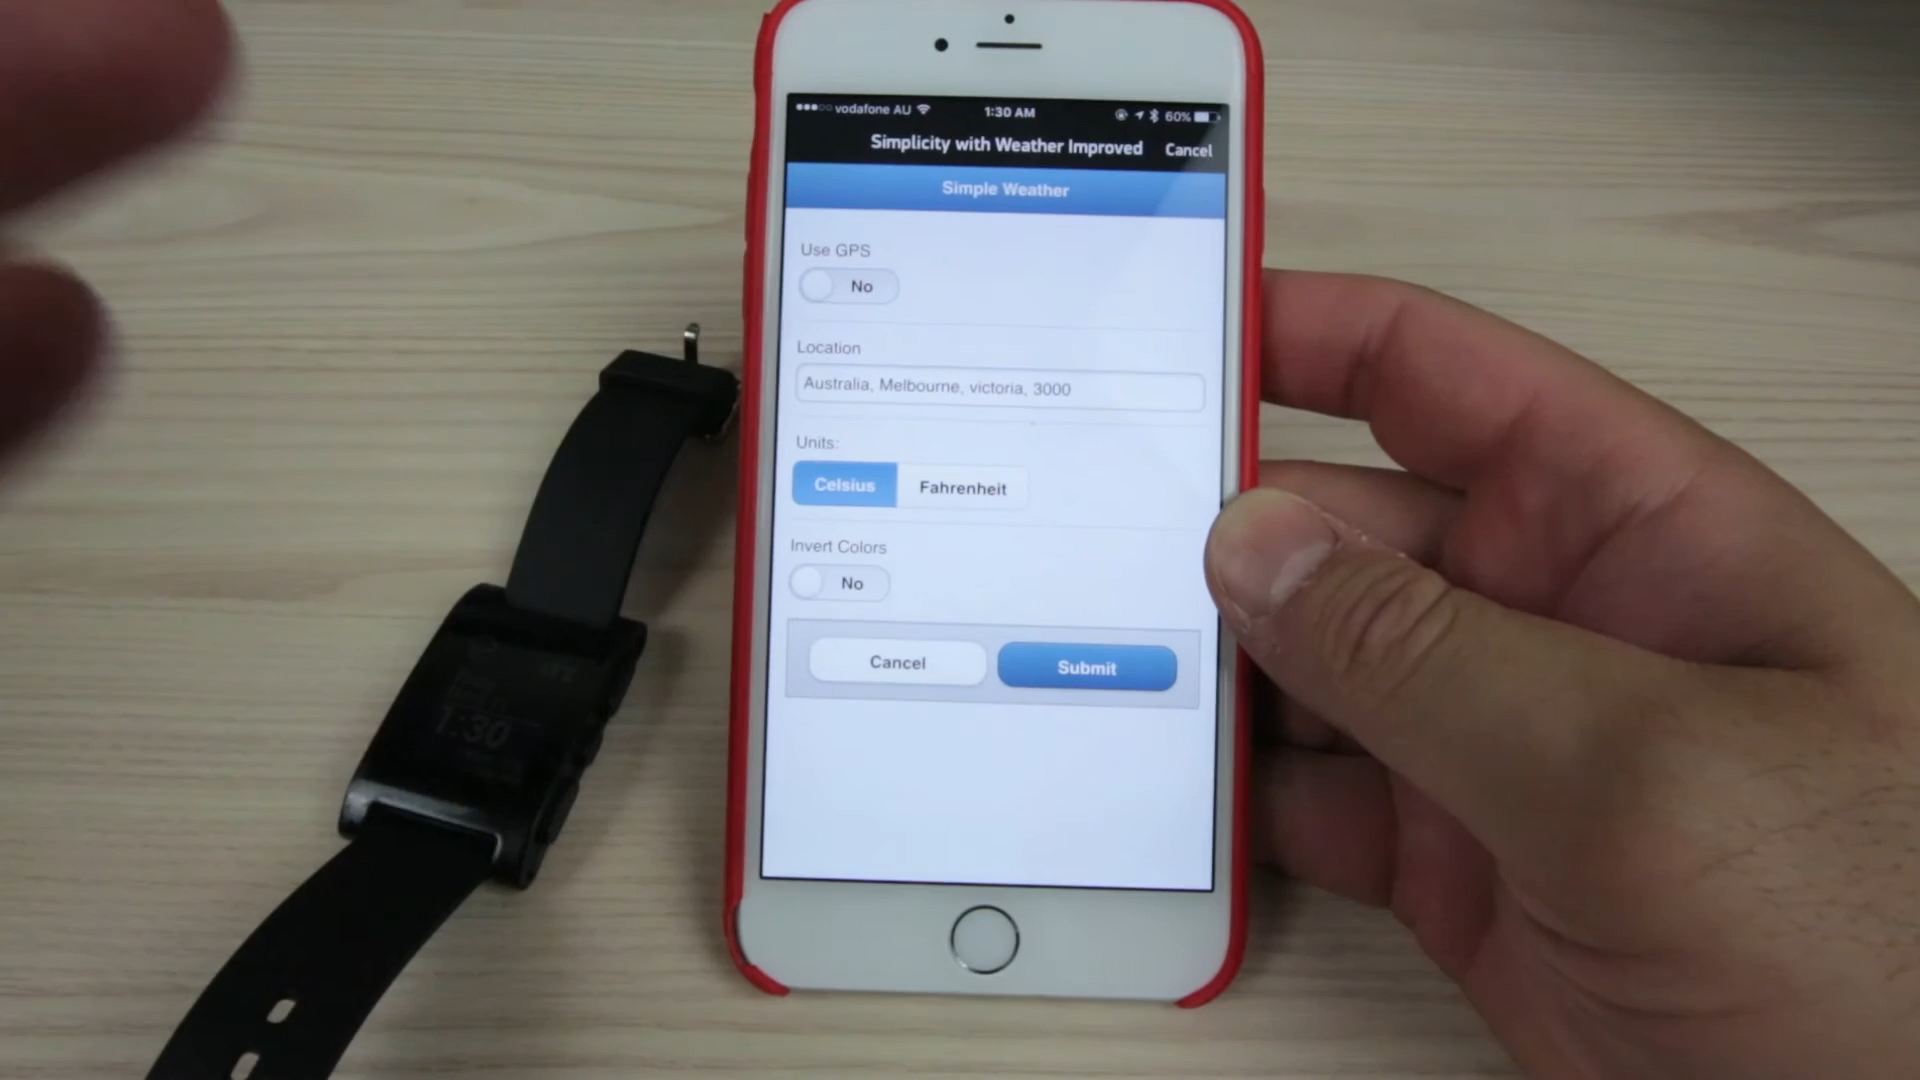 vodafone AU 1:30 AM 60%
Simplicity with Weather Improved Cancel
Simple Weather
Use GPS
No
Location
Australia, Melbourne, victoria, 3000
Units:
Celsius Fahrenheit
Invert Colors
No
Cancel Submit
1:30